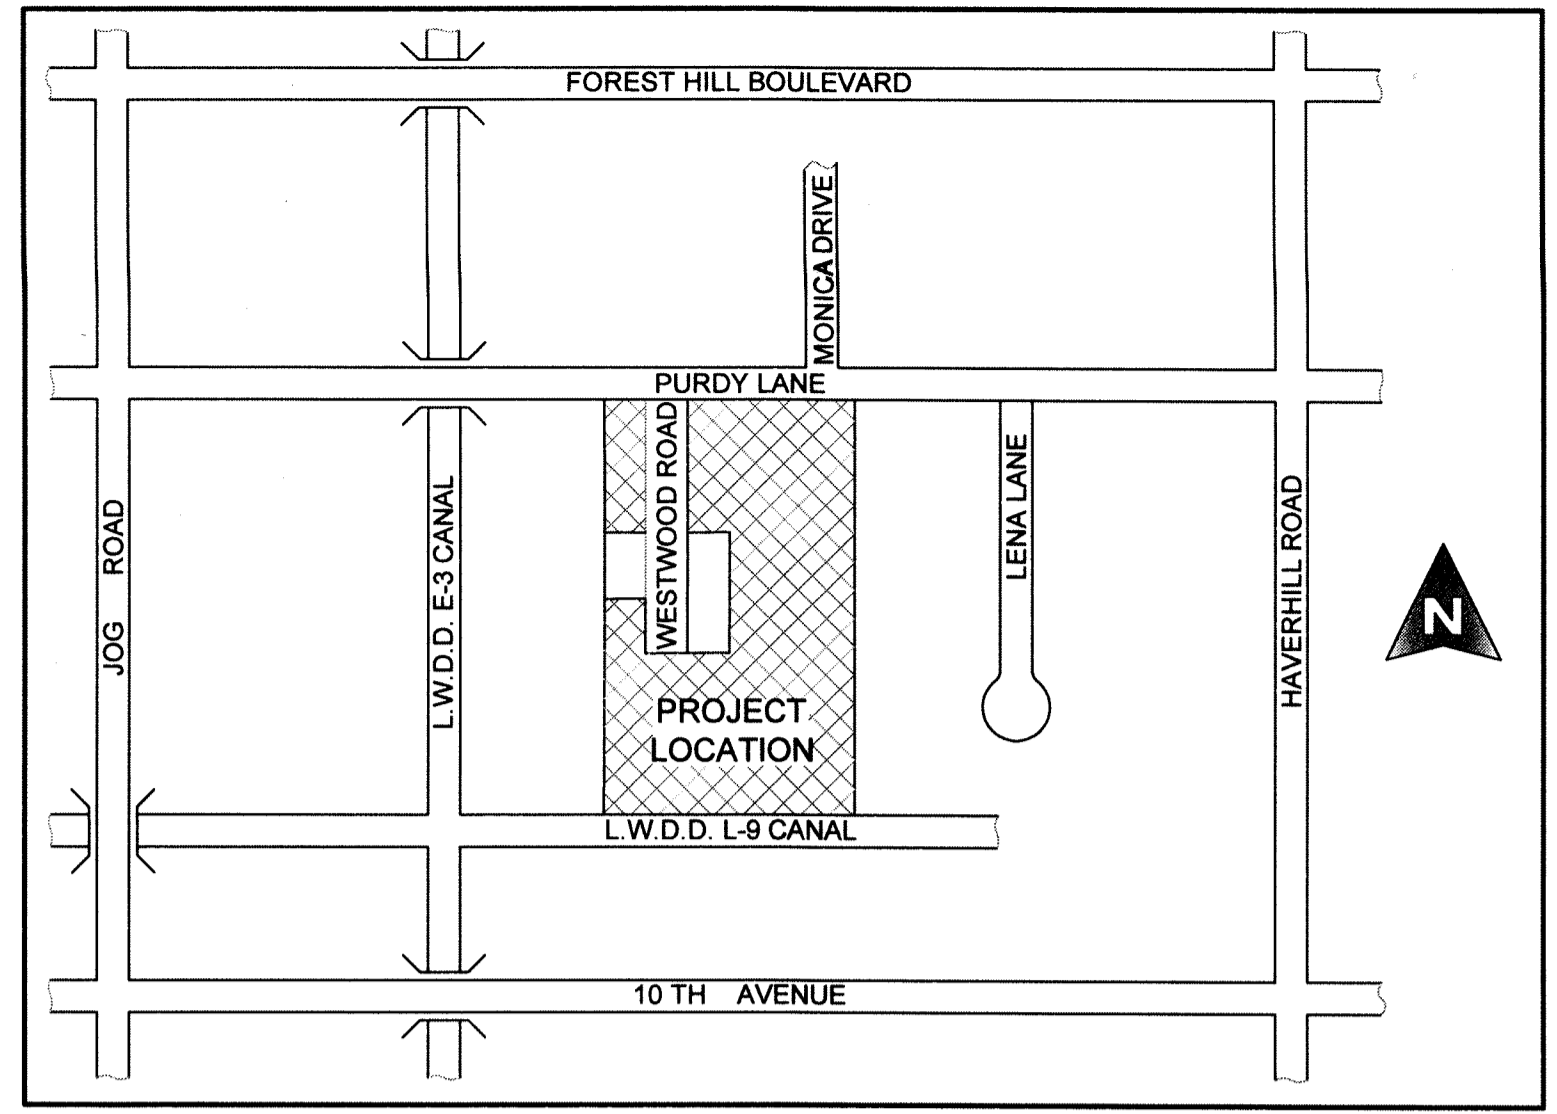 FOREST HILL BOULEVARD
MONICA DRIVE
PURDY LANE
WESTWOOD ROAD
LENA LANE
JOG ROAD
L.W.D.D. E-3 CANAL
HAVERHILL ROAD
N
PROJECT
LOCATION
L.W.D.D. L-9 CANAL
10 TH AVENUE